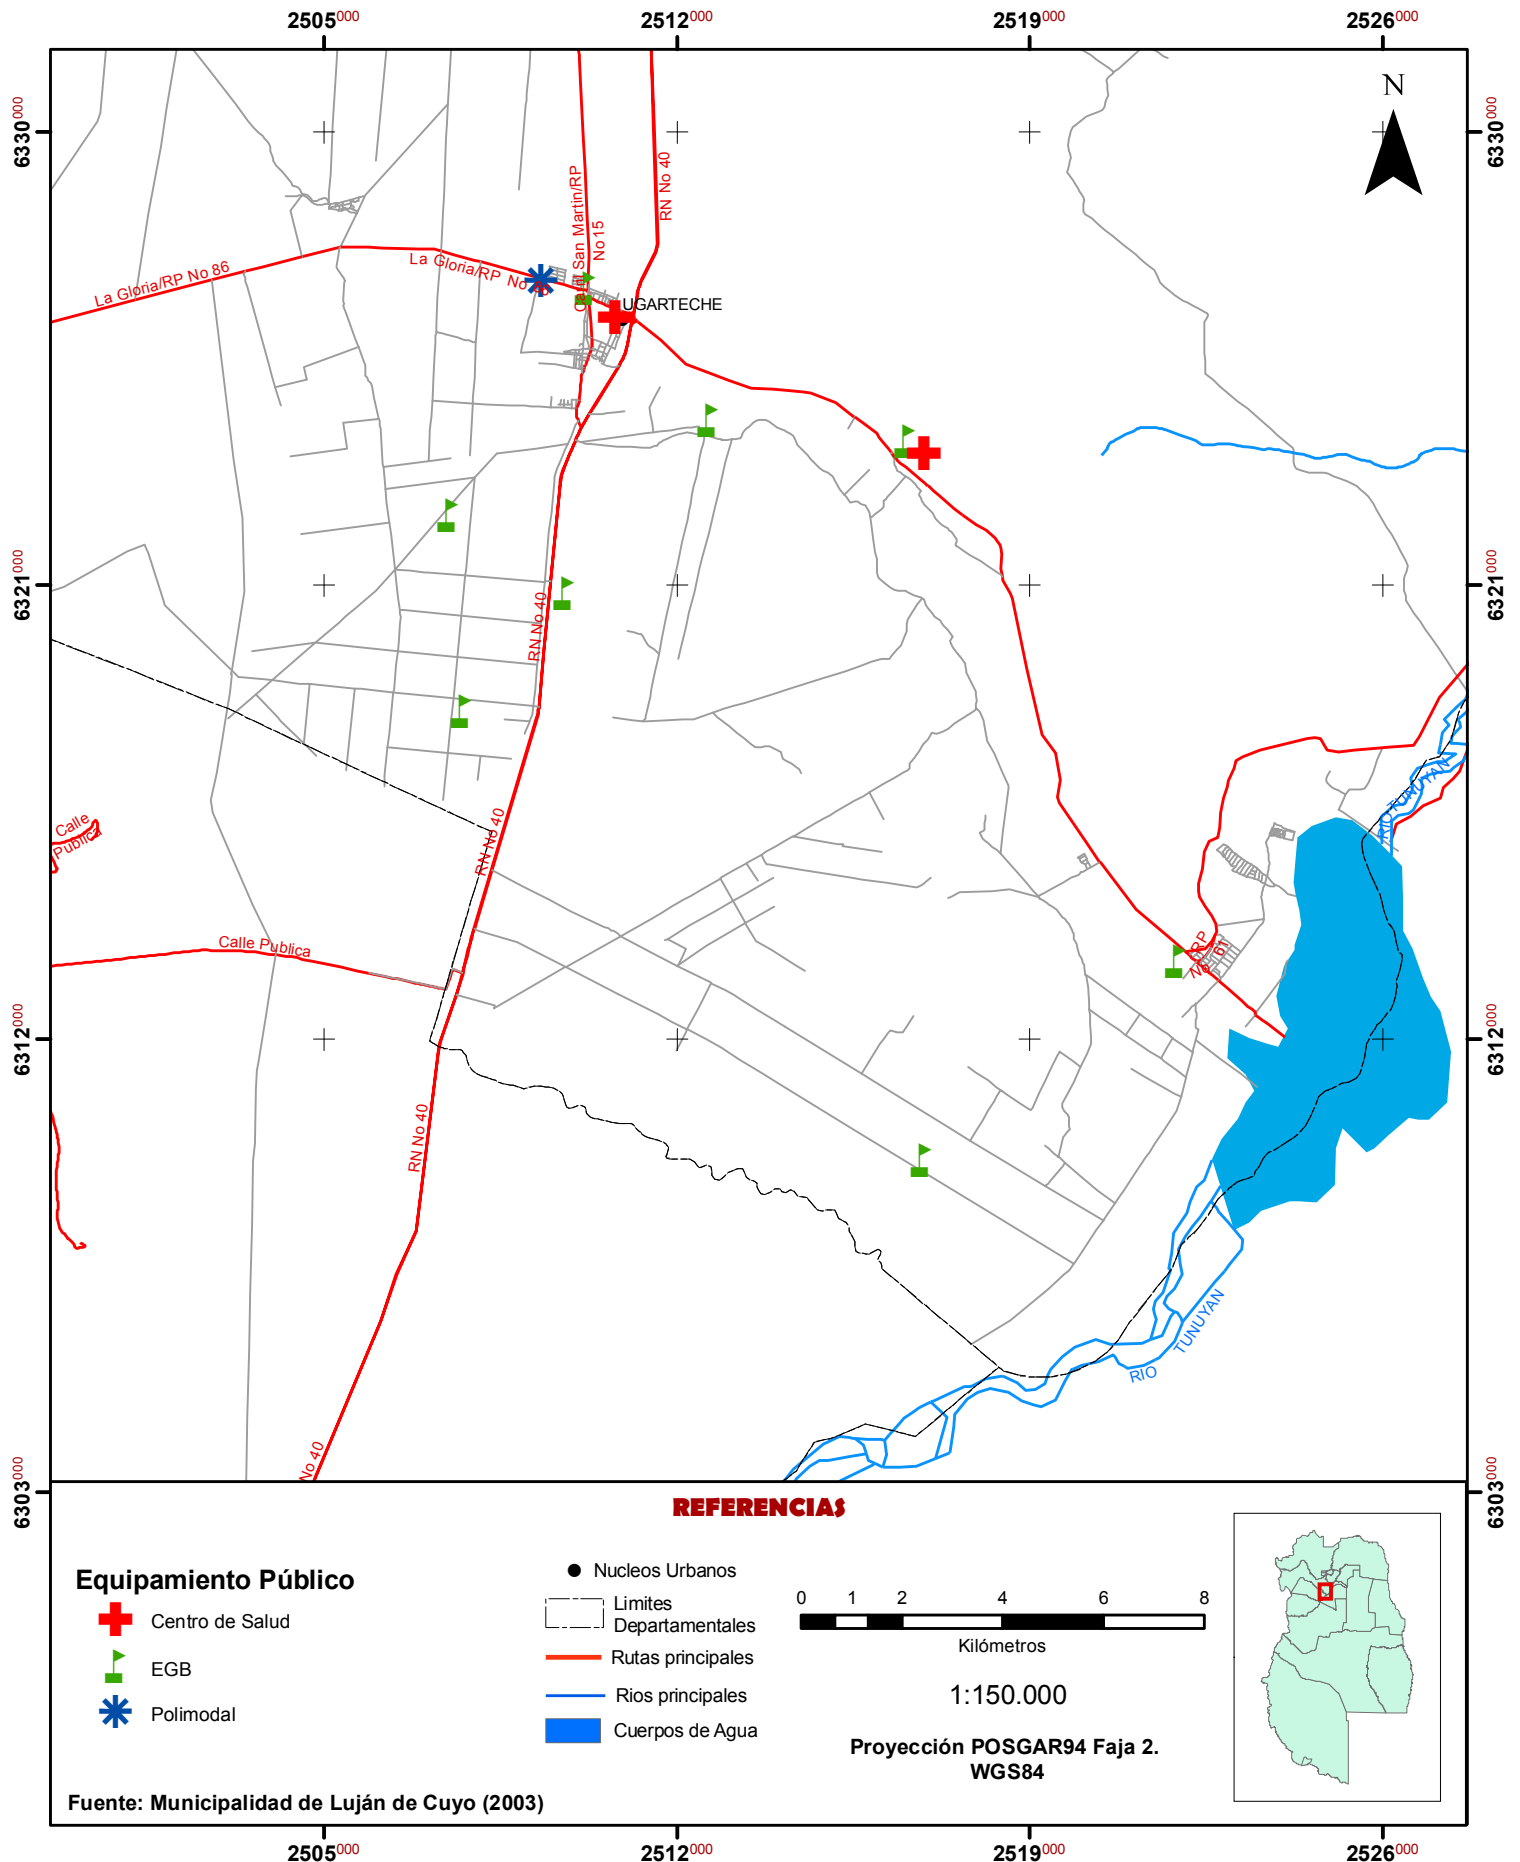 2505000 2512000 2519000 2526000
N
6330000
6330000
RN No 40
Carril San Martin/RP
No15
La Gloria/RP No 86
La Gloria/RP No 86
UGARTECHE
6321000
6321000
RN No 40
RIO TUNUYAN
Calle
Publica
RN No 40
RP
No 61
Calle Publica
6312000
6312000
RN No 40
TUNUYAN
RIO
No 40
6303000
6303000
REFERENCIAS
Equipamiento Público
Centro de Salud
EGB
Polimodal
Nucleos Urbanos
Limites
Departamentales
Rutas principales
Rios principales
Cuerpos de Agua
0 1 2 4 6 8
Kilómetros
1:150.000
Proyección POSGAR94 Faja 2.
WGS84
Fuente: Municipalidad de Luján de Cuyo (2003)
2505000 2512000 2519000 2526000